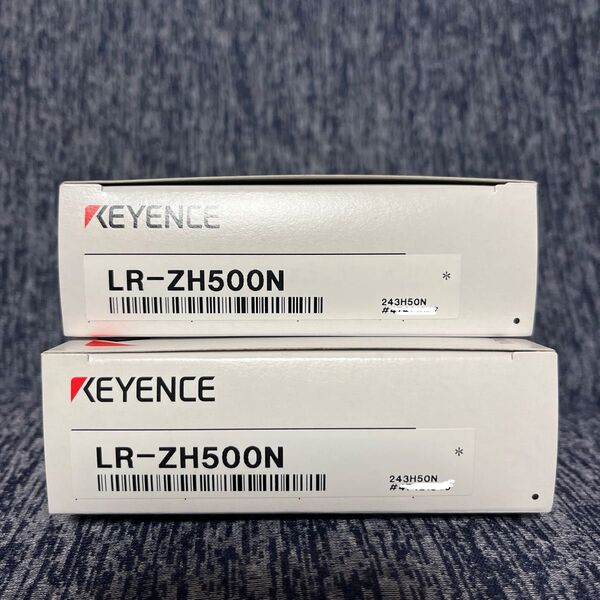 KEYENCE
LR-ZH500N
*
243H50N
KEYENCE
LR-ZH500N
*
243H50N